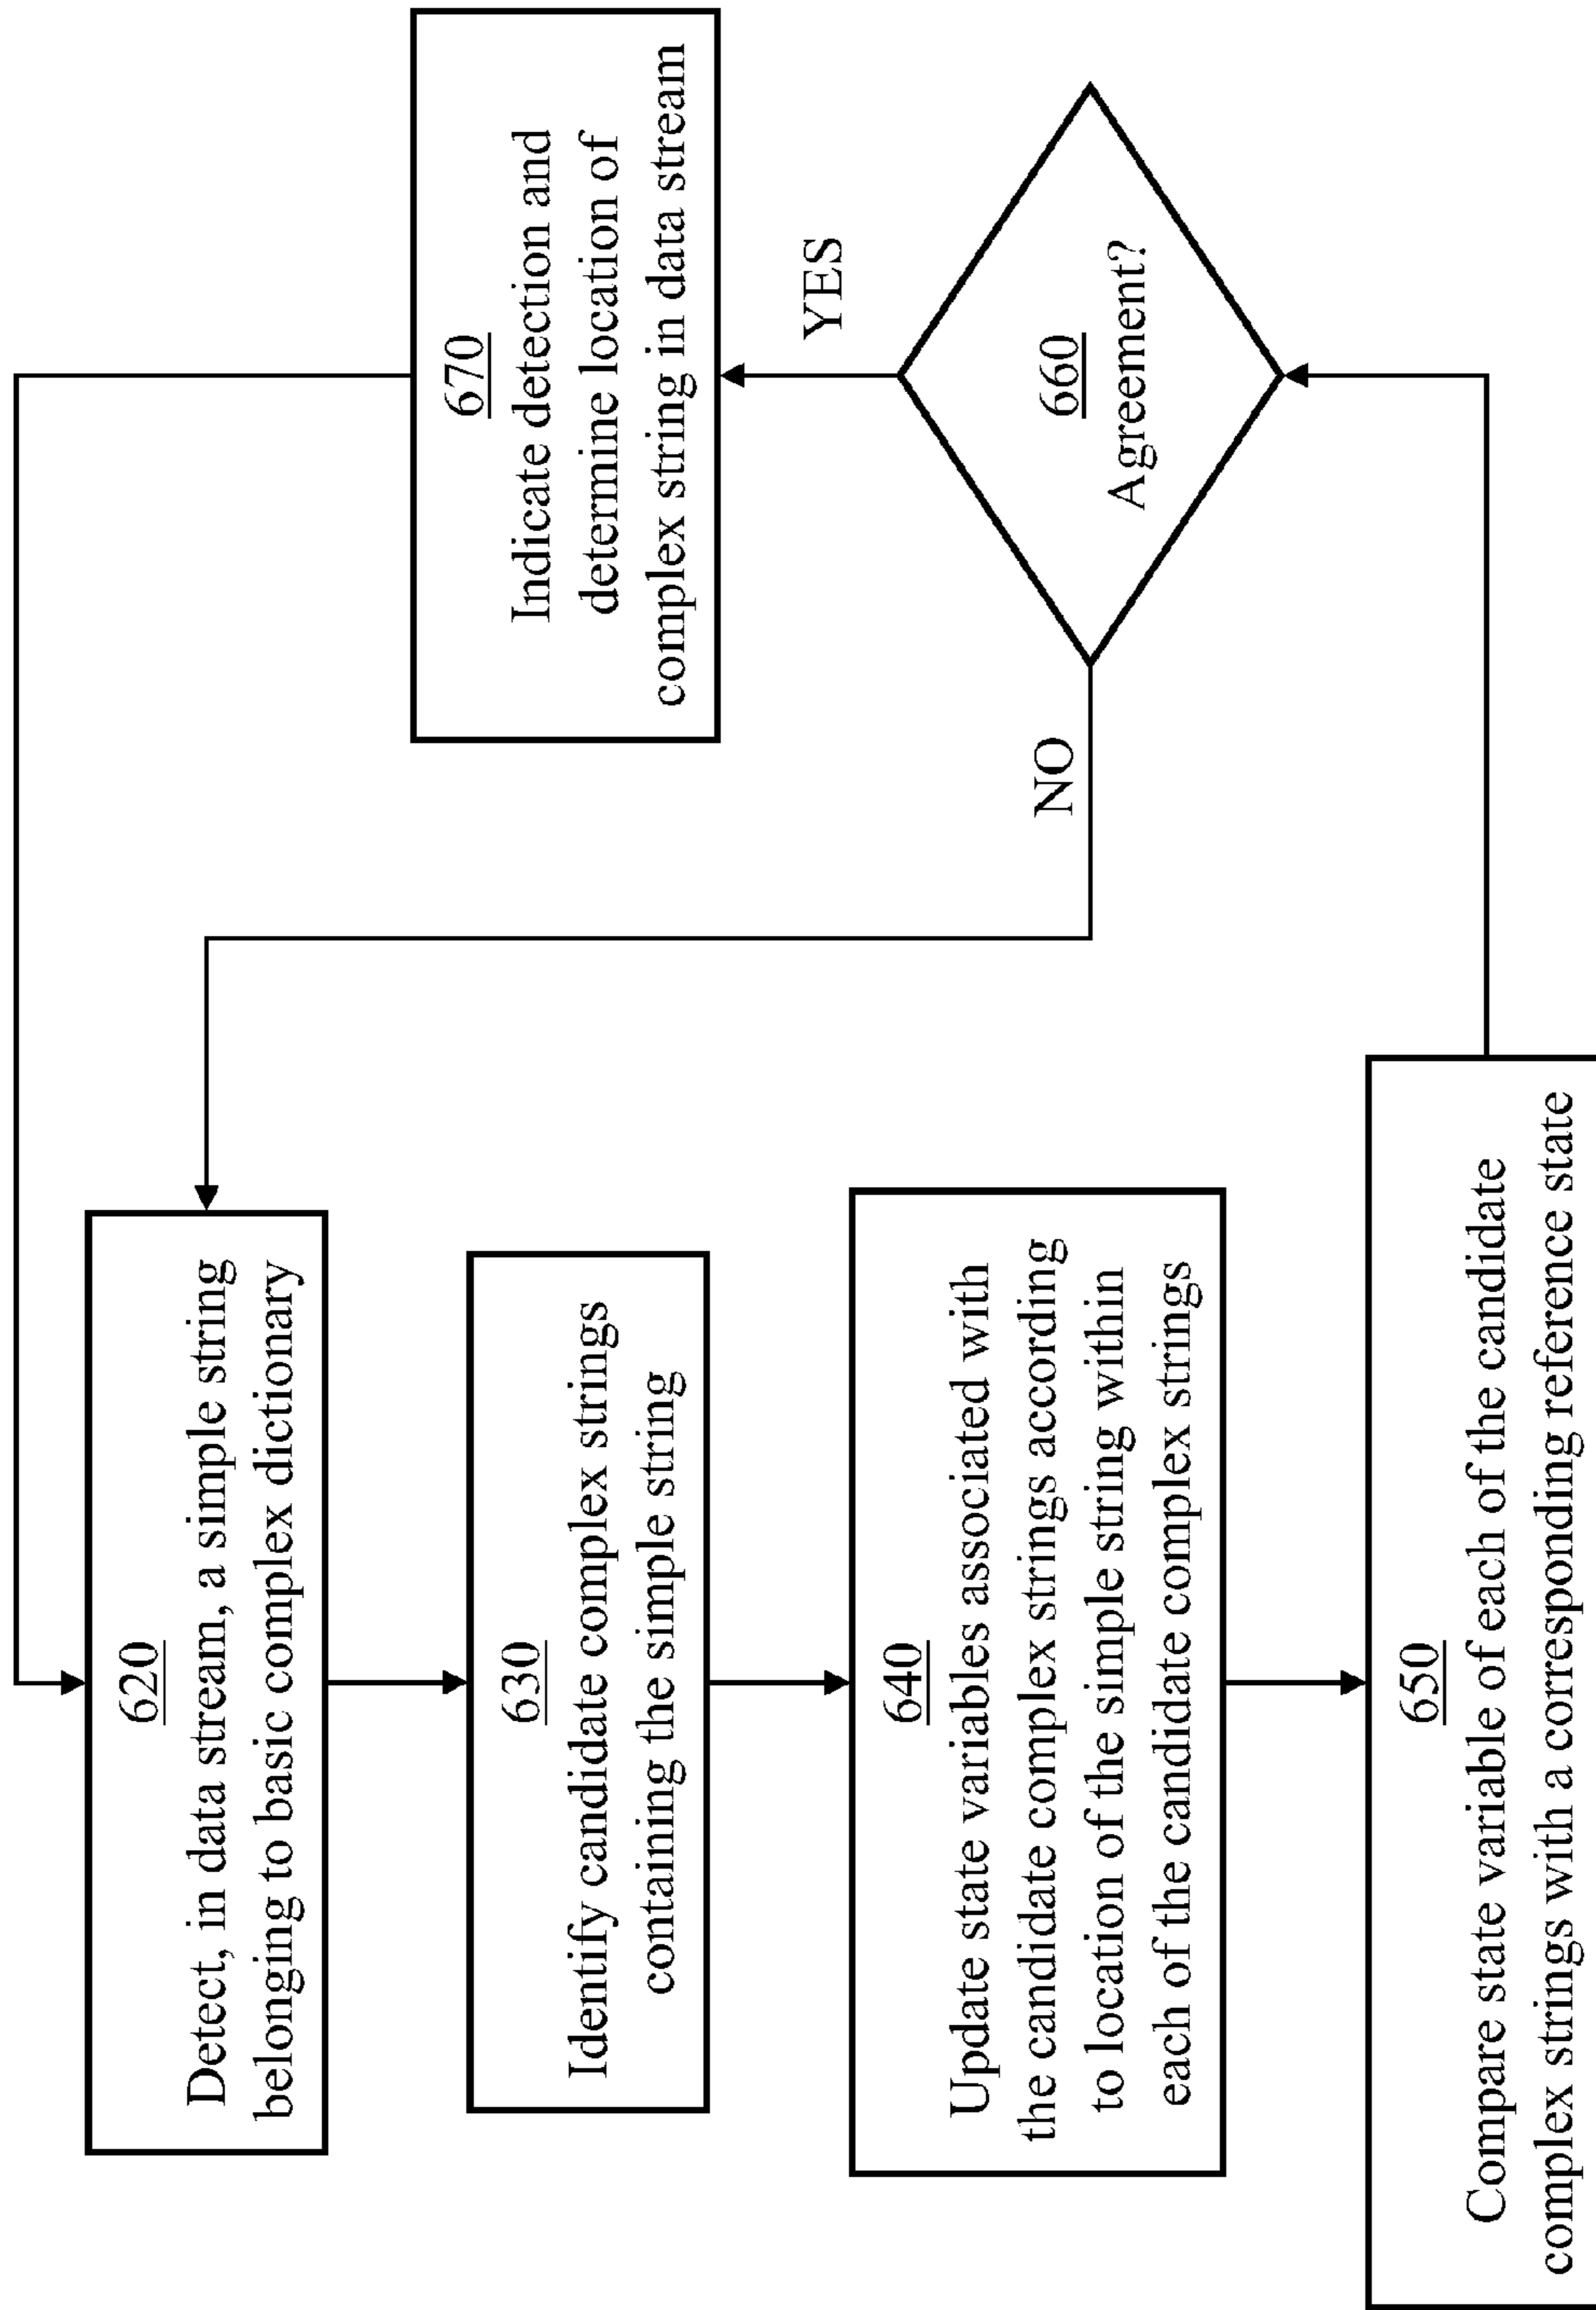 620
Detect, in data stream, a simple string
belonging to basic complex dictionary
630
Identify candidate complex strings
containing the simple string
640
Update state variables associated with
the candidate complex strings according
to location of the simple string within
each of the candidate complex strings
650
Compare state variable of each of the candidate
complex strings with a corresponding reference state
660
Agreement?
NO
YES
670
Indicate detection and
determine location of
complex string in data stream